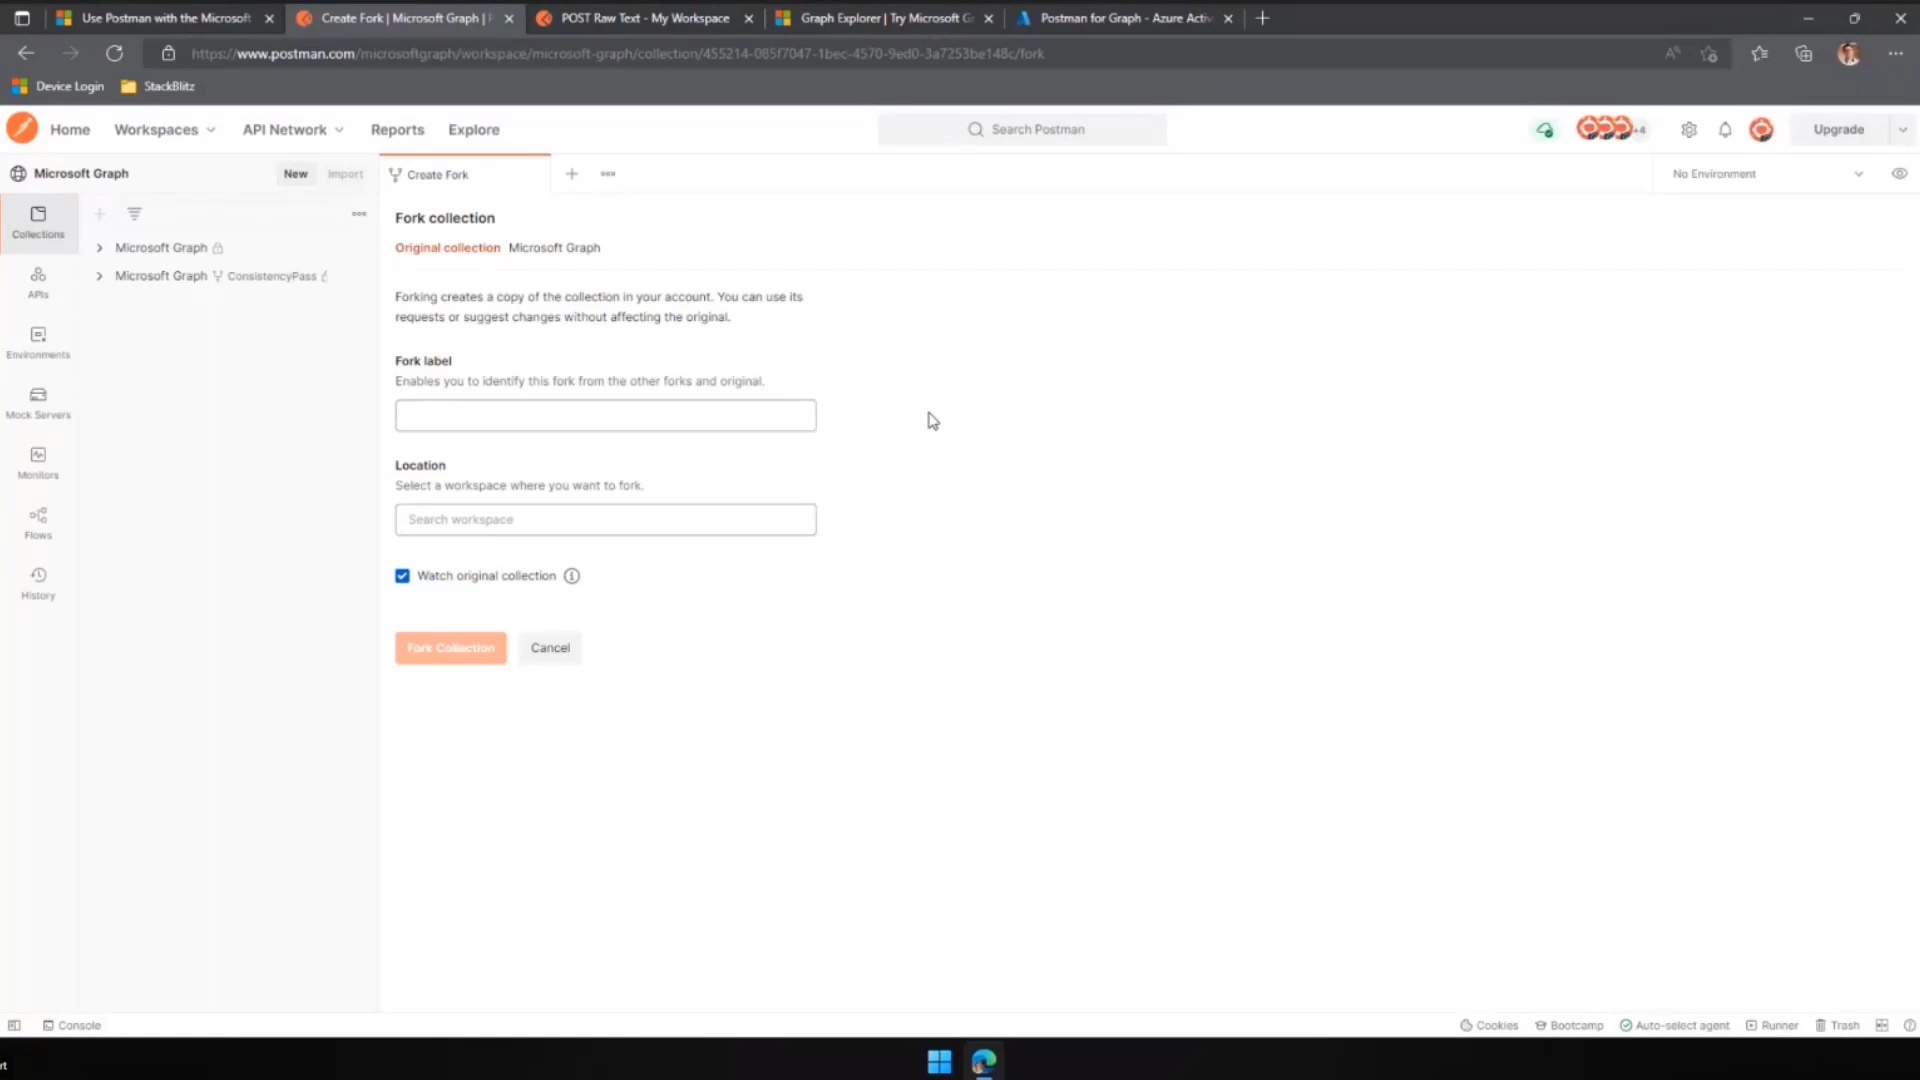 Use Postman with the Microsoft
Create Fork | Microsoft Graph | P
POST Raw Text - My Workspace
Graph Explorer | Try Microsoft Gr
Postman for Graph - Azure Activ
https://www.postman.com/microsoftgraph/workspace/microsoft-graph/collection/455214-085f7047-1bec-4570-9ed0-3a7253be148c/fork
Device Login
StackBlitz
Home
Workspaces
API Network
Reports
Explore
Search Postman
+4
Upgrade
Microsoft Graph
New
Import
Create Fork
No Environment
Collections
APIs
Environments
Mock Servers
Monitors
Flows
History
Microsoft Graph
Microsoft Graph ConsistencyPass
Fork collection
Original collection Microsoft Graph
Forking creates a copy of the collection in your account. You can use its
requests or suggest changes without affecting the original.
Fork label
Enables you to identify this fork from the other forks and original.
Location
Select a workspace where you want to fork.
Search workspace
Watch original collection
Fork Collection
Cancel
Console
Cookies
Bootcamp
Auto-select agent
Runner
Trash
rt